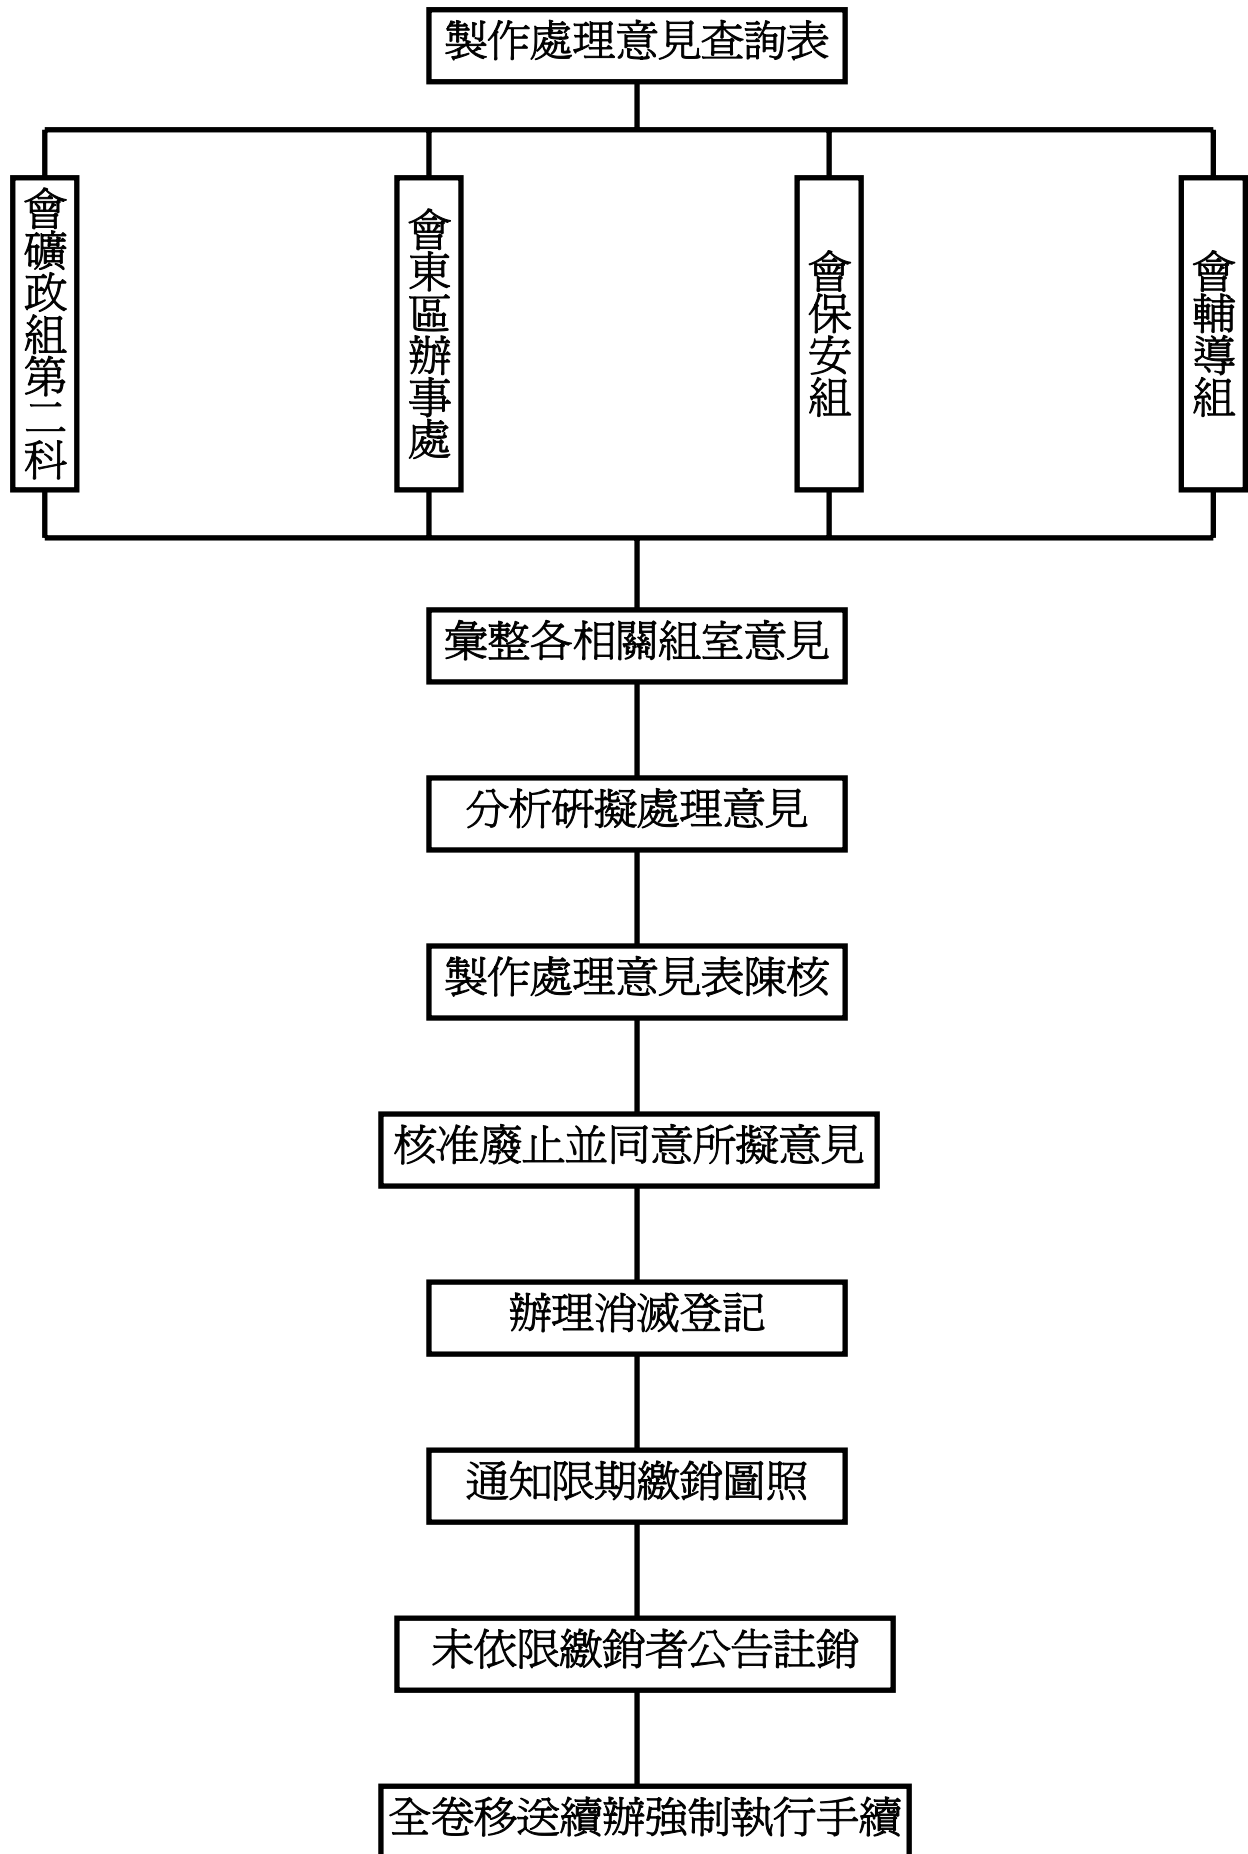 製作處理意見查詢表
會礦政組第二科
會東區辦事處
會保安組
會輔導組
彙整各相關組室意見
分析研擬處理意見
製作處理意見表陳核
核准廢止並同意所擬意見
辦理消滅登記
通知限期繳銷圖照
未依限繳銷者公告註銷
全卷移送續辦強制執行手續